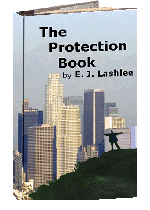 The
Protection
Book
by E. J. Lashlee